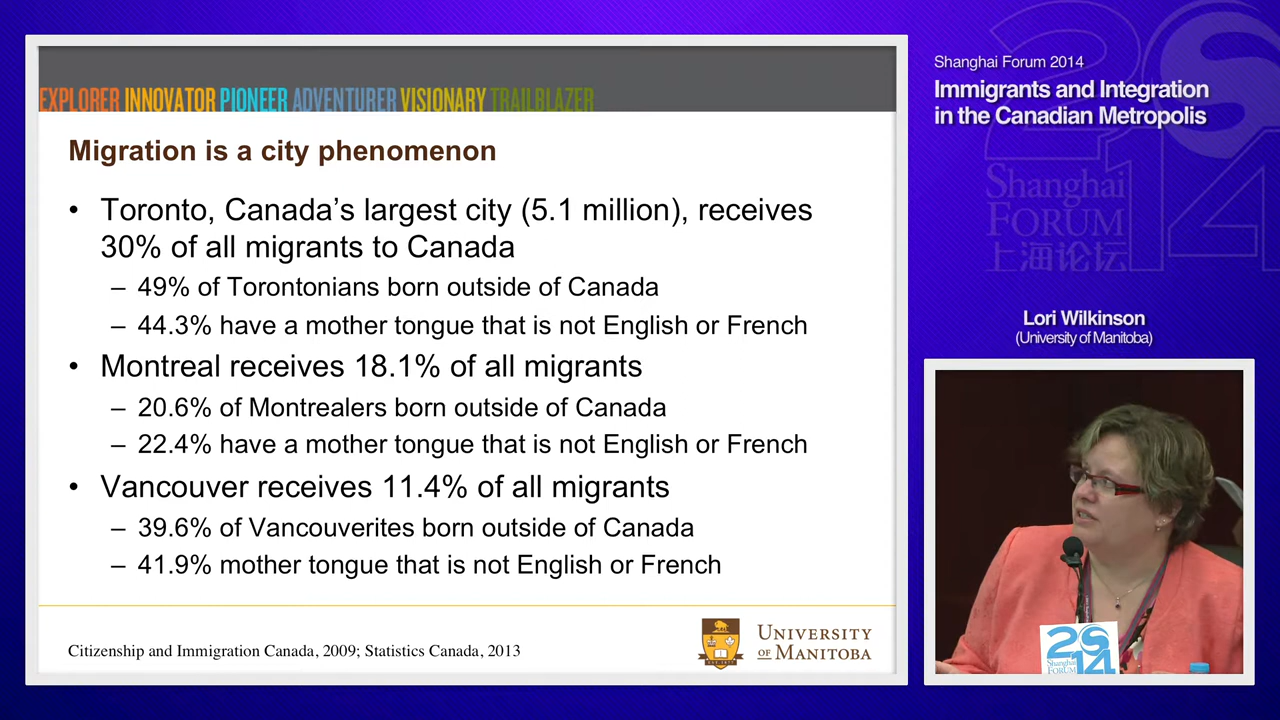 EXPLORER INNOVATOR PIONEER ADVENTURER VISIONARY TRAILBLAZER
Migration is a city phenomenon
• Toronto, Canada’s largest city (5.1 million), receives
30% of all migrants to Canada
– 49% of Torontonians born outside of Canada
– 44.3% have a mother tongue that is not English or French
• Montreal receives 18.1% of all migrants
– 20.6% of Montrealers born outside of Canada
– 22.4% have a mother tongue that is not English or French
• Vancouver receives 11.4% of all migrants
– 39.6% of Vancouverites born outside of Canada
– 41.9% mother tongue that is not English or French
Citizenship and Immigration Canada, 2009; Statistics Canada, 2013
UNIVERSITY
OF MANITOBA
Shanghai Forum 2014
Immigrants and Integration
in the Canadian Metropolis
2S
14
Shanghai
FORUM
上海论坛
Lori Wilkinson
(University of Manitoba)
2S
14
Shanghai
FORUM